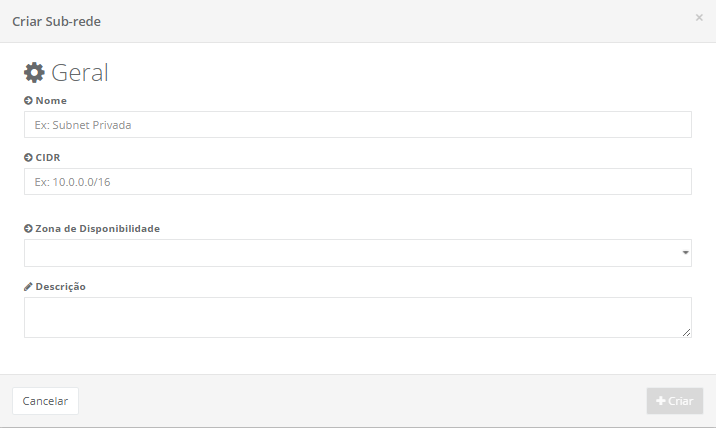 Criar Sub-rede
×
Geral
Nome
Ex: Subnet Privada
CIDR
Ex: 10.0.0.0/16
Zona de Disponibilidade
Descrição
Cancelar
+ Criar